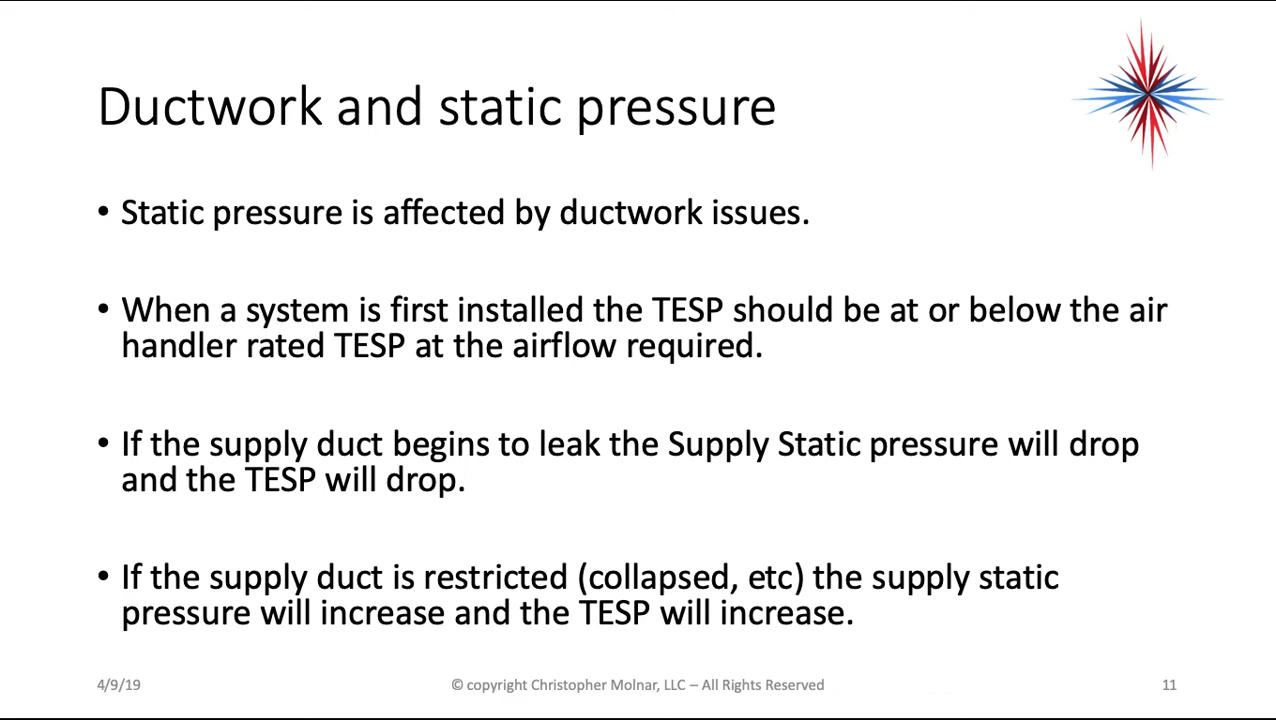 Ductwork and static pressure
• Static pressure is affected by ductwork issues.
• When a system is first installed the TESP should be at or below the air
handler rated TESP at the airflow required.
• If the supply duct begins to leak the Supply Static pressure will drop
and the TESP will drop.
• If the supply duct is restricted (collapsed, etc) the supply static
pressure will increase and the TESP will increase.
4/9/19
© copyright Christopher Molnar, LLC – All Rights Reserved
11